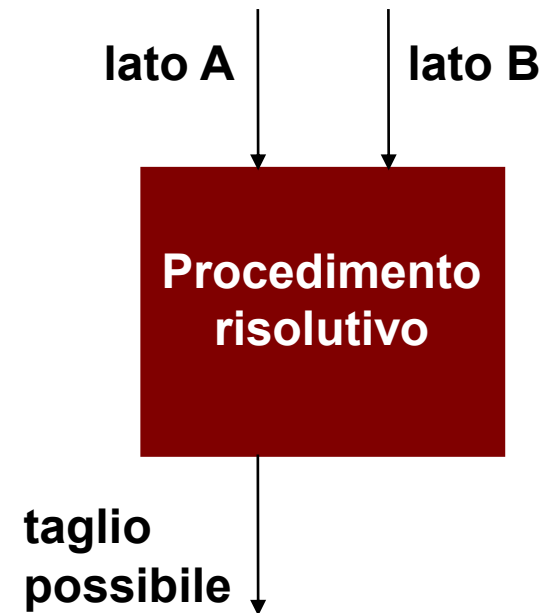 lato A
lato B
Procedimento
risolutivo
taglio
possibile